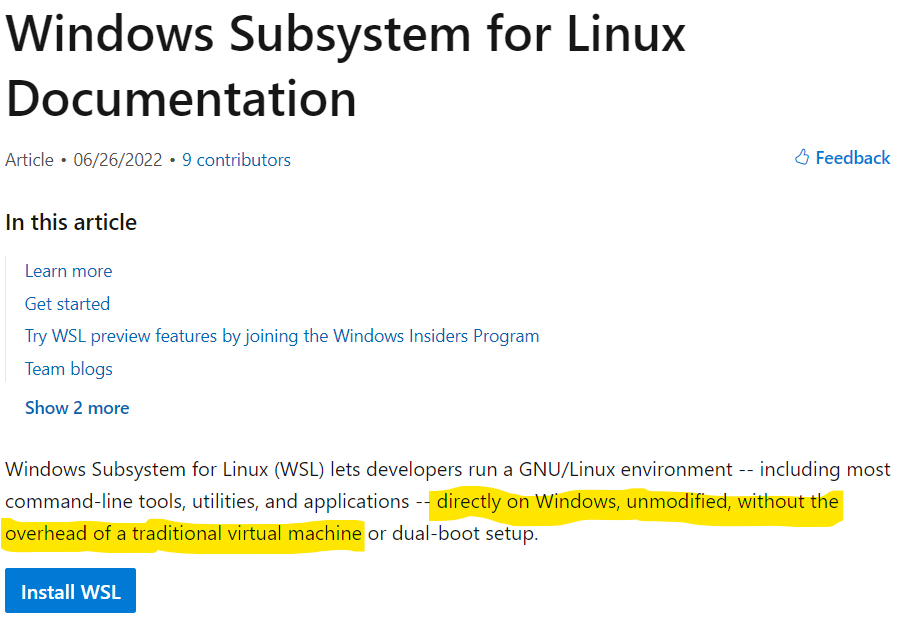 Windows Subsystem for Linux
Documentation
Article • 06/26/2022 • 9 contributors
Feedback
In this article
Learn more
Get started
Try WSL preview features by joining the Windows Insiders Program
Team blogs
Show 2 more
Windows Subsystem for Linux (WSL) lets developers run a GNU/Linux environment -- including most
command-line tools, utilities, and applications -- directly on Windows, unmodified, without the
overhead of a traditional virtual machine or dual-boot setup.
Install WSL